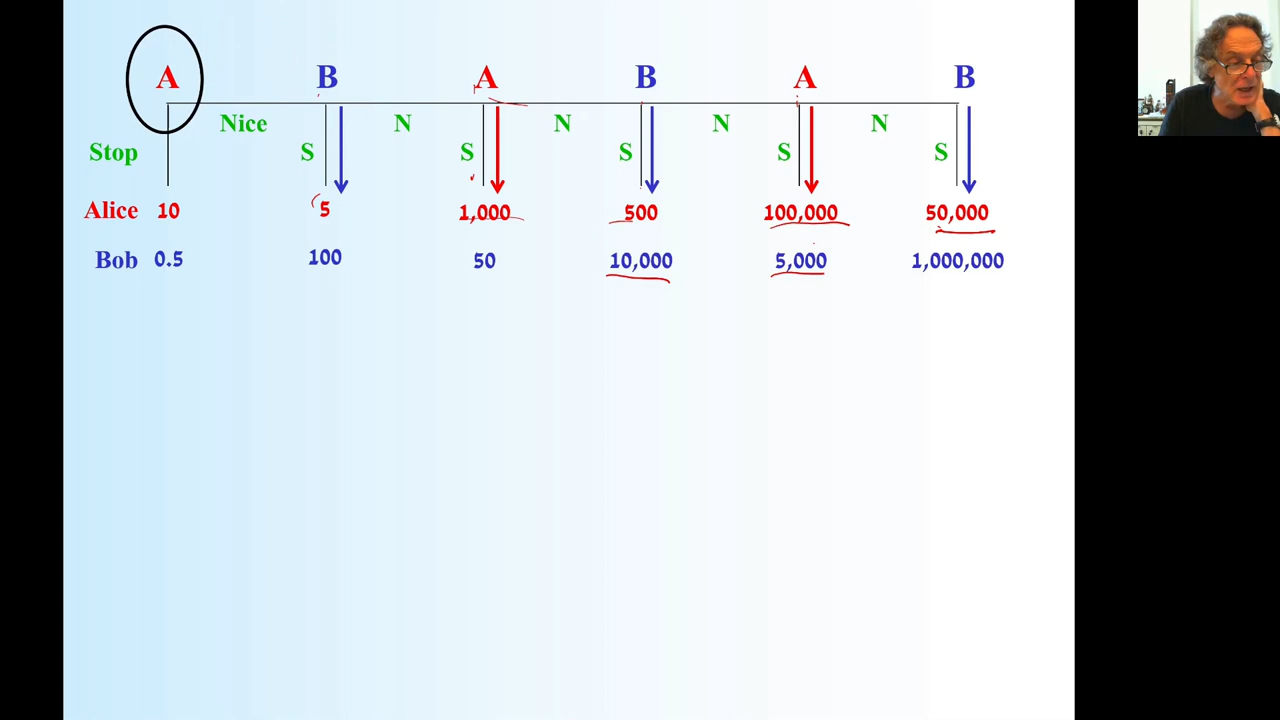 A B A B A B
Nice N N N N
Stop S S S S S
Alice 10 5 1,000 500 100,000 50,000
Bob 0.5 100 50 10,000 5,000 1,000,000